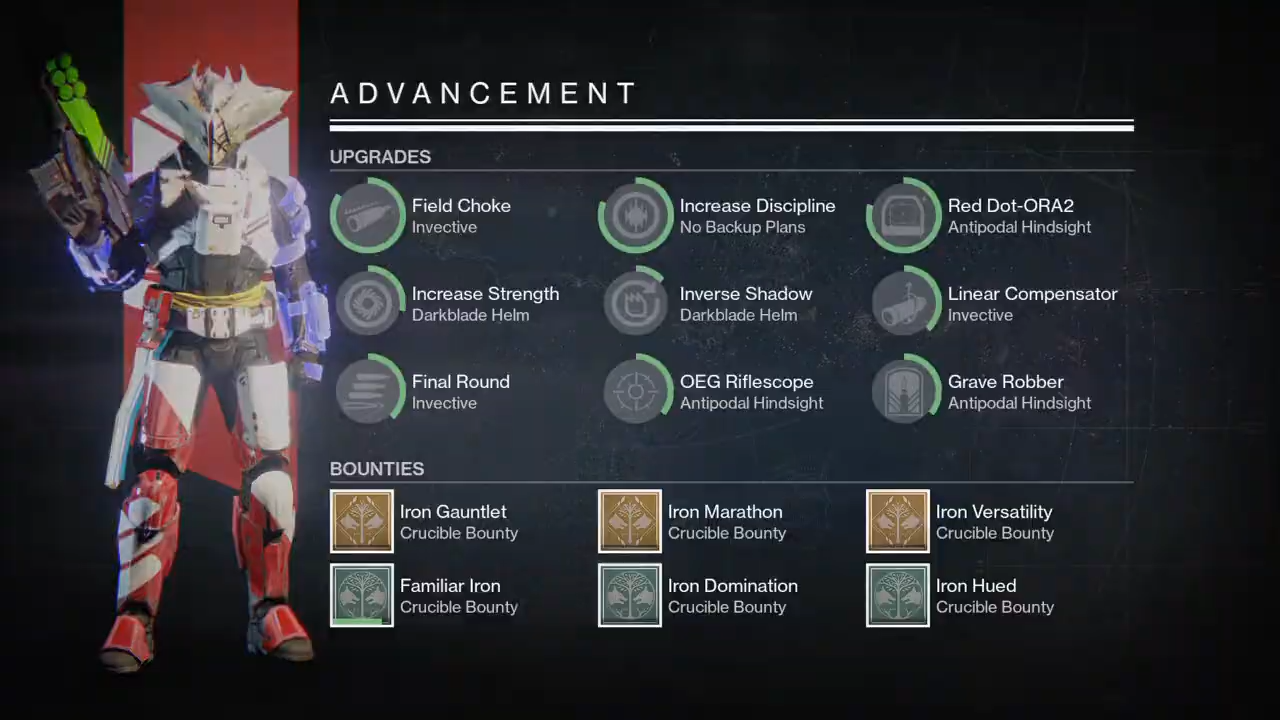 ADVANCEMENT
UPGRADES
Field Choke
Invective
Increase Discipline
No Backup Plans
Red Dot-ORA2
Antipodal Hindsight
Increase Strength
Darkblade Helm
Inverse Shadow
Darkblade Helm
Linear Compensator
Invective
Final Round
Invective
OEG Riflescope
Antipodal Hindsight
Grave Robber
Antipodal Hindsight
BOUNTIES
Iron Gauntlet
Crucible Bounty
Iron Marathon
Crucible Bounty
Iron Versatility
Crucible Bounty
Familiar Iron
Crucible Bounty
Iron Domination
Crucible Bounty
Iron Hued
Crucible Bounty